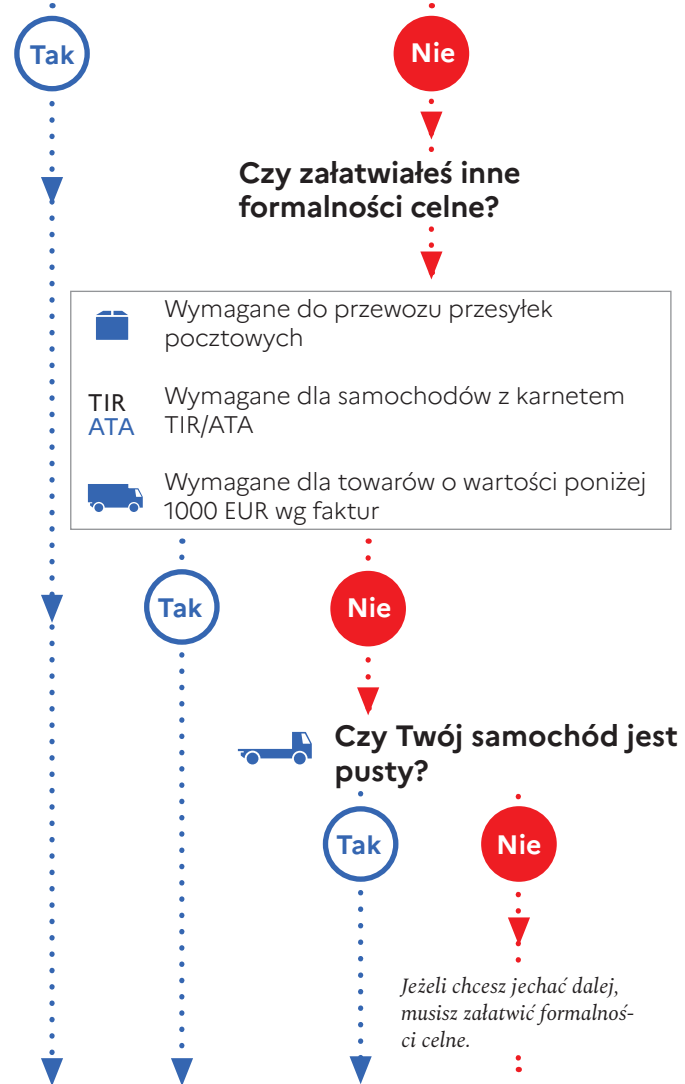 Tak
Nie
Czy załatwiałeś inne
formalności celne?
Wymagane do przewozu przesyłek
pocztowych
TIR
ATA
Wymagane dla samochodów z karnetem
TIR/ATA
Wymagane dla towarów o wartości poniżej
1000 EUR wg faktur
Tak
Nie
Czy Twój samochód jest
pusty?
Tak
Nie
Jeżeli chcesz jechać dalej,
musisz załatwić formalnoś-
ci celne.